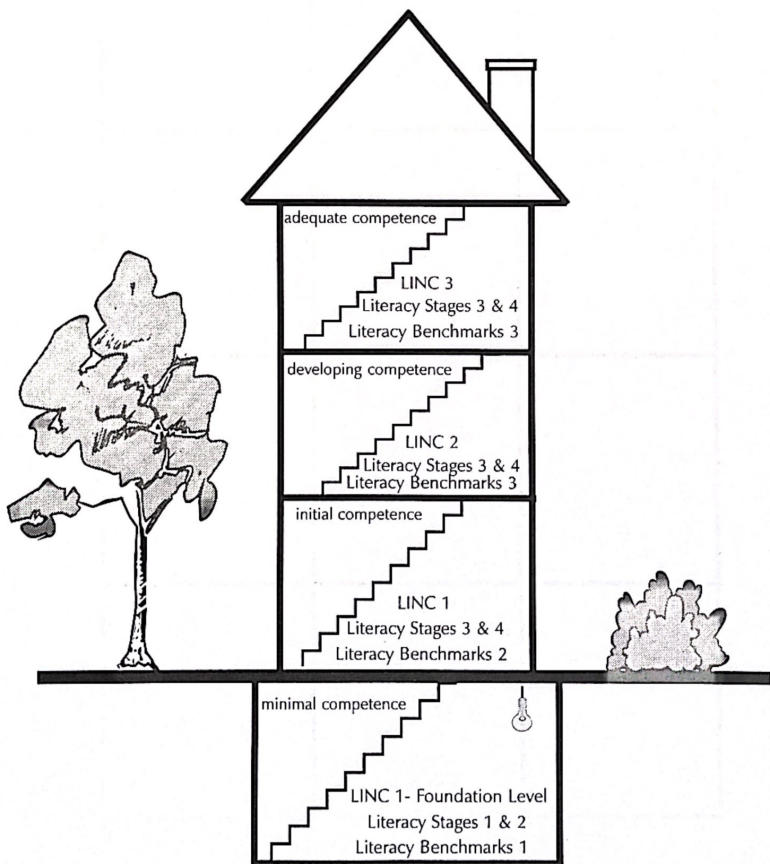 adequate competence
LINC 3
Literacy Stages 3 & 4
Literacy Benchmarks 3
developing competence
LINC 2
Literacy Stages 3 & 4
Literacy Benchmarks 3
initial competence
LINC 1
Literacy Stages 3 & 4
Literacy Benchmarks 2
minimal competence
LINC 1- Foundation Level
Literacy Stages 1 & 2
Literacy Benchmarks 1